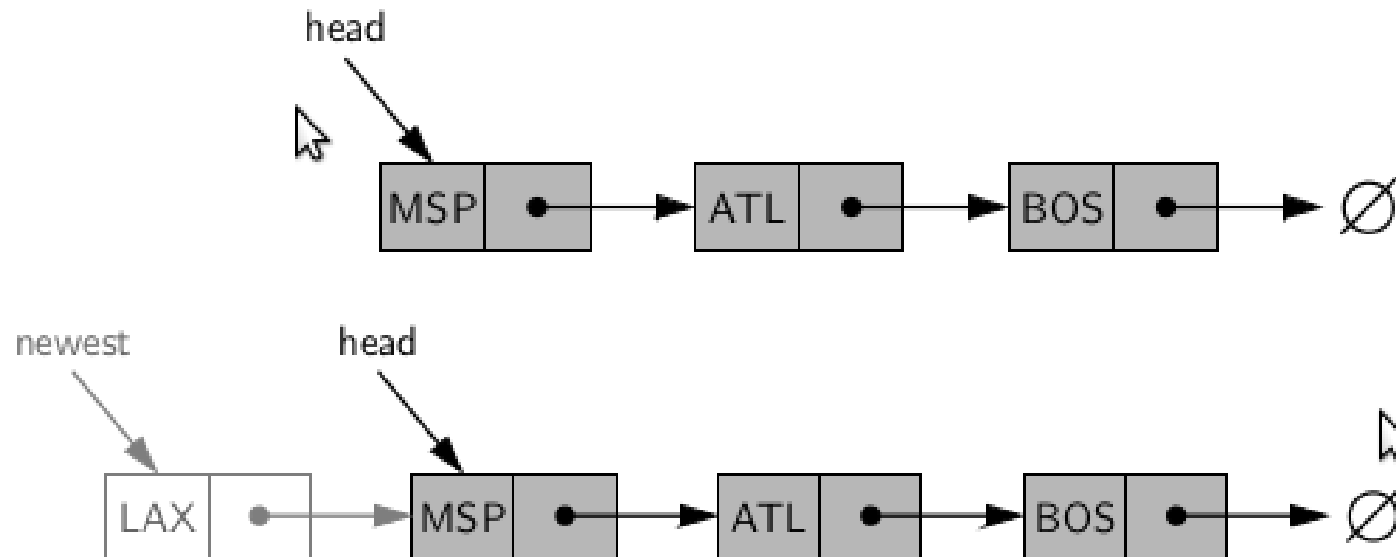 head
MSP ATL BOS ∅
newest head
LAX MSP ATL BOS ∅